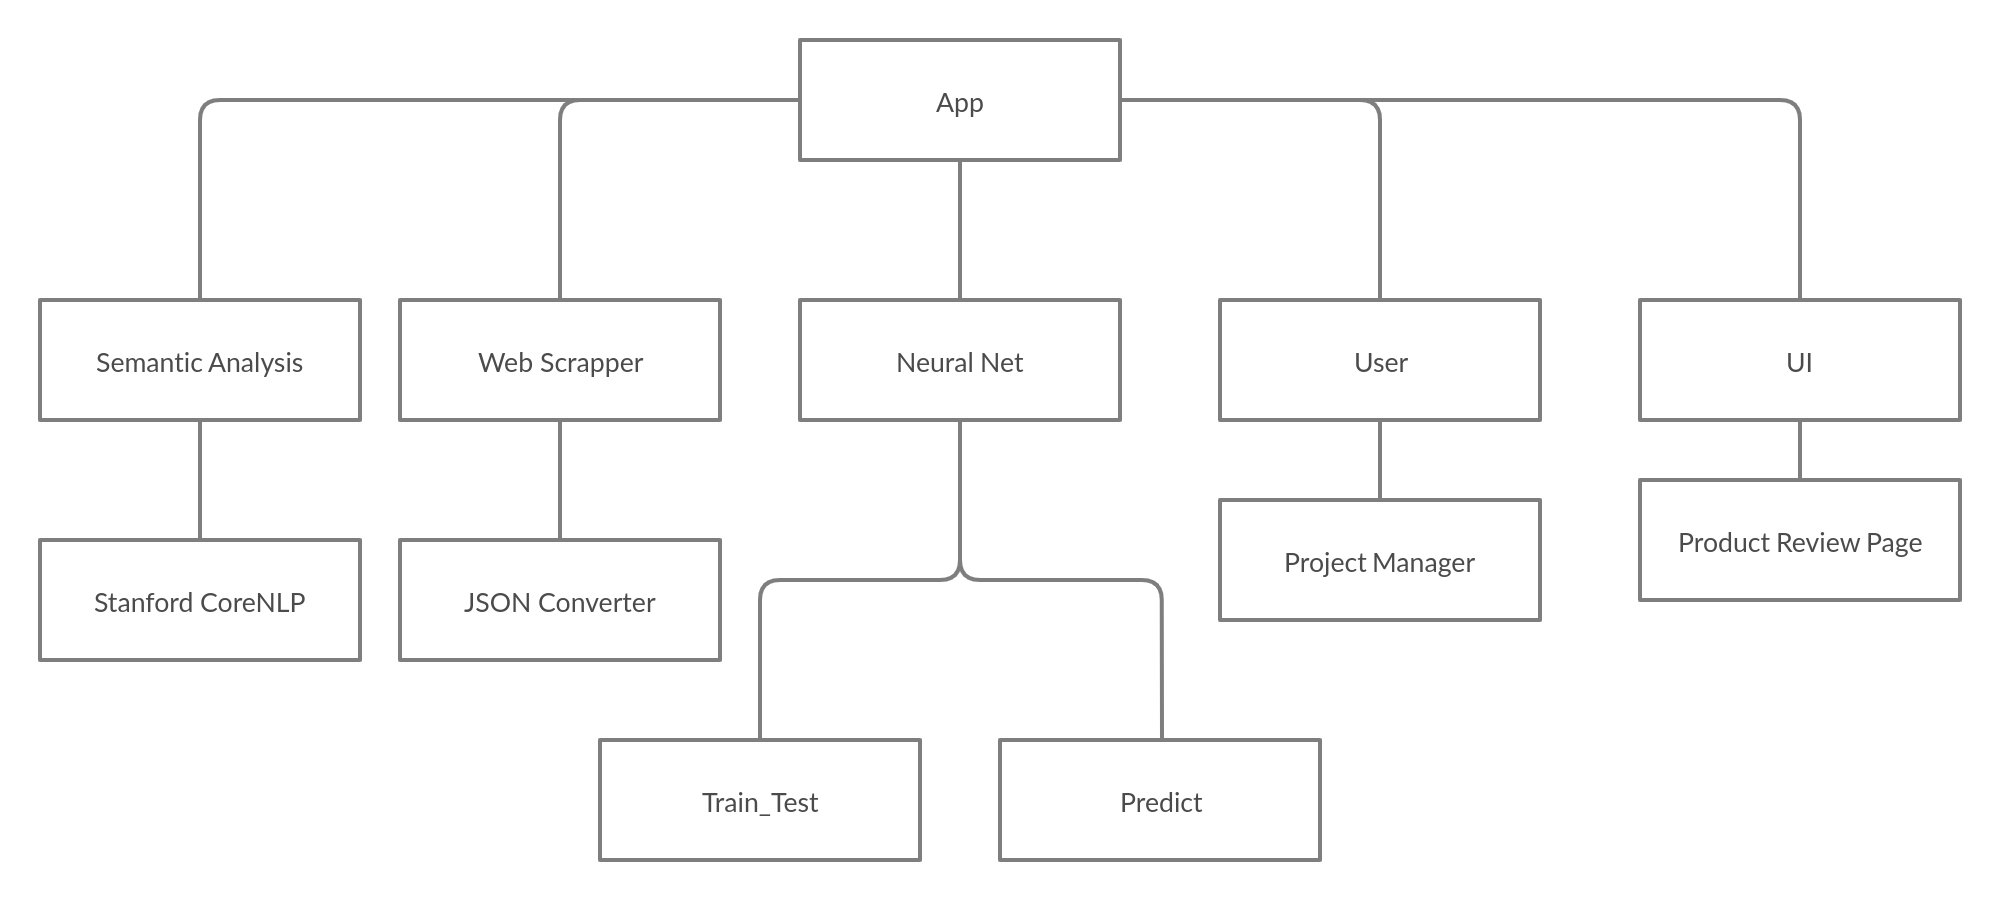 App
Semantic Analysis
Web Scrapper
Neural Net
User
UI
Stanford CoreNLP
JSON Converter
Project Manager
Product Review Page
Train_Test
Predict